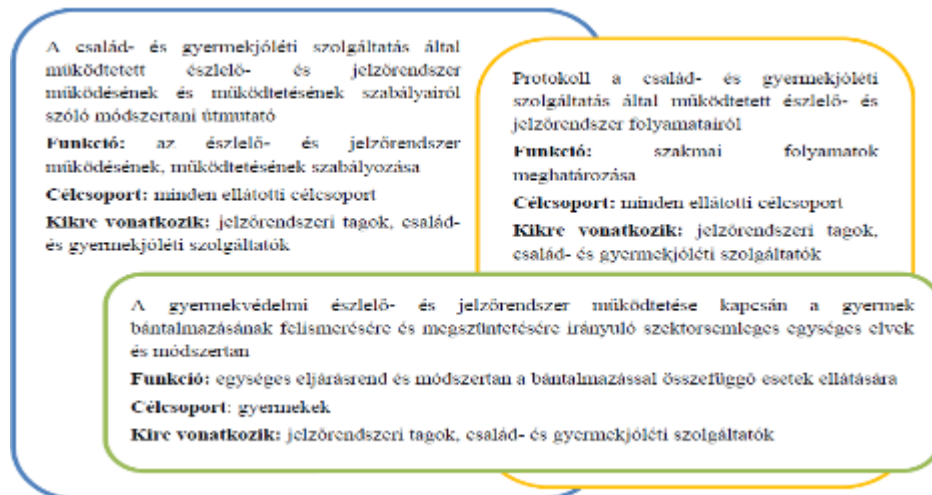 A család- és gyermekjóléti szolgáltatás által
működtetett észlelő- és jelzőrendszer
működésének és működtetésének szabályairól
szóló módszertani útmutató
Funkció: az észlelő- és jelzőrendszer
működésének, működtetésének szabályozása
Célcsoport: minden ellátotti célcsoport
Kikre vonatkozik: jelzőrendszeri tagok, család-
és gyermekjóléti szolgáltatók
Protokoll a család- és gyermekjóléti
szolgáltatás által működtetett észlelő- és
jelzőrendszer folyamatairól
Funkció: szakmai folyamatok
meghatározása
Célcsoport: minden ellátotti célcsoport
Kikre vonatkozik: jelzőrendszeri tagok,
család- és gyermekjóléti szolgáltatók
A gyermekvédelmi észlelő- és jelzőrendszer működtetése kapcsán a gyermek
bántalmazásának felismerésére és megszüntetésére irányuló szektorsemleges egységes elvek
és módszertan
Funkció: egységes eljárásrend és módszertan a bántalmazással összefüggő esetek ellátására
Célcsoport: gyermekek
Kire vonatkozik: jelzőrendszeri tagok, család- és gyermekjóléti szolgáltatók